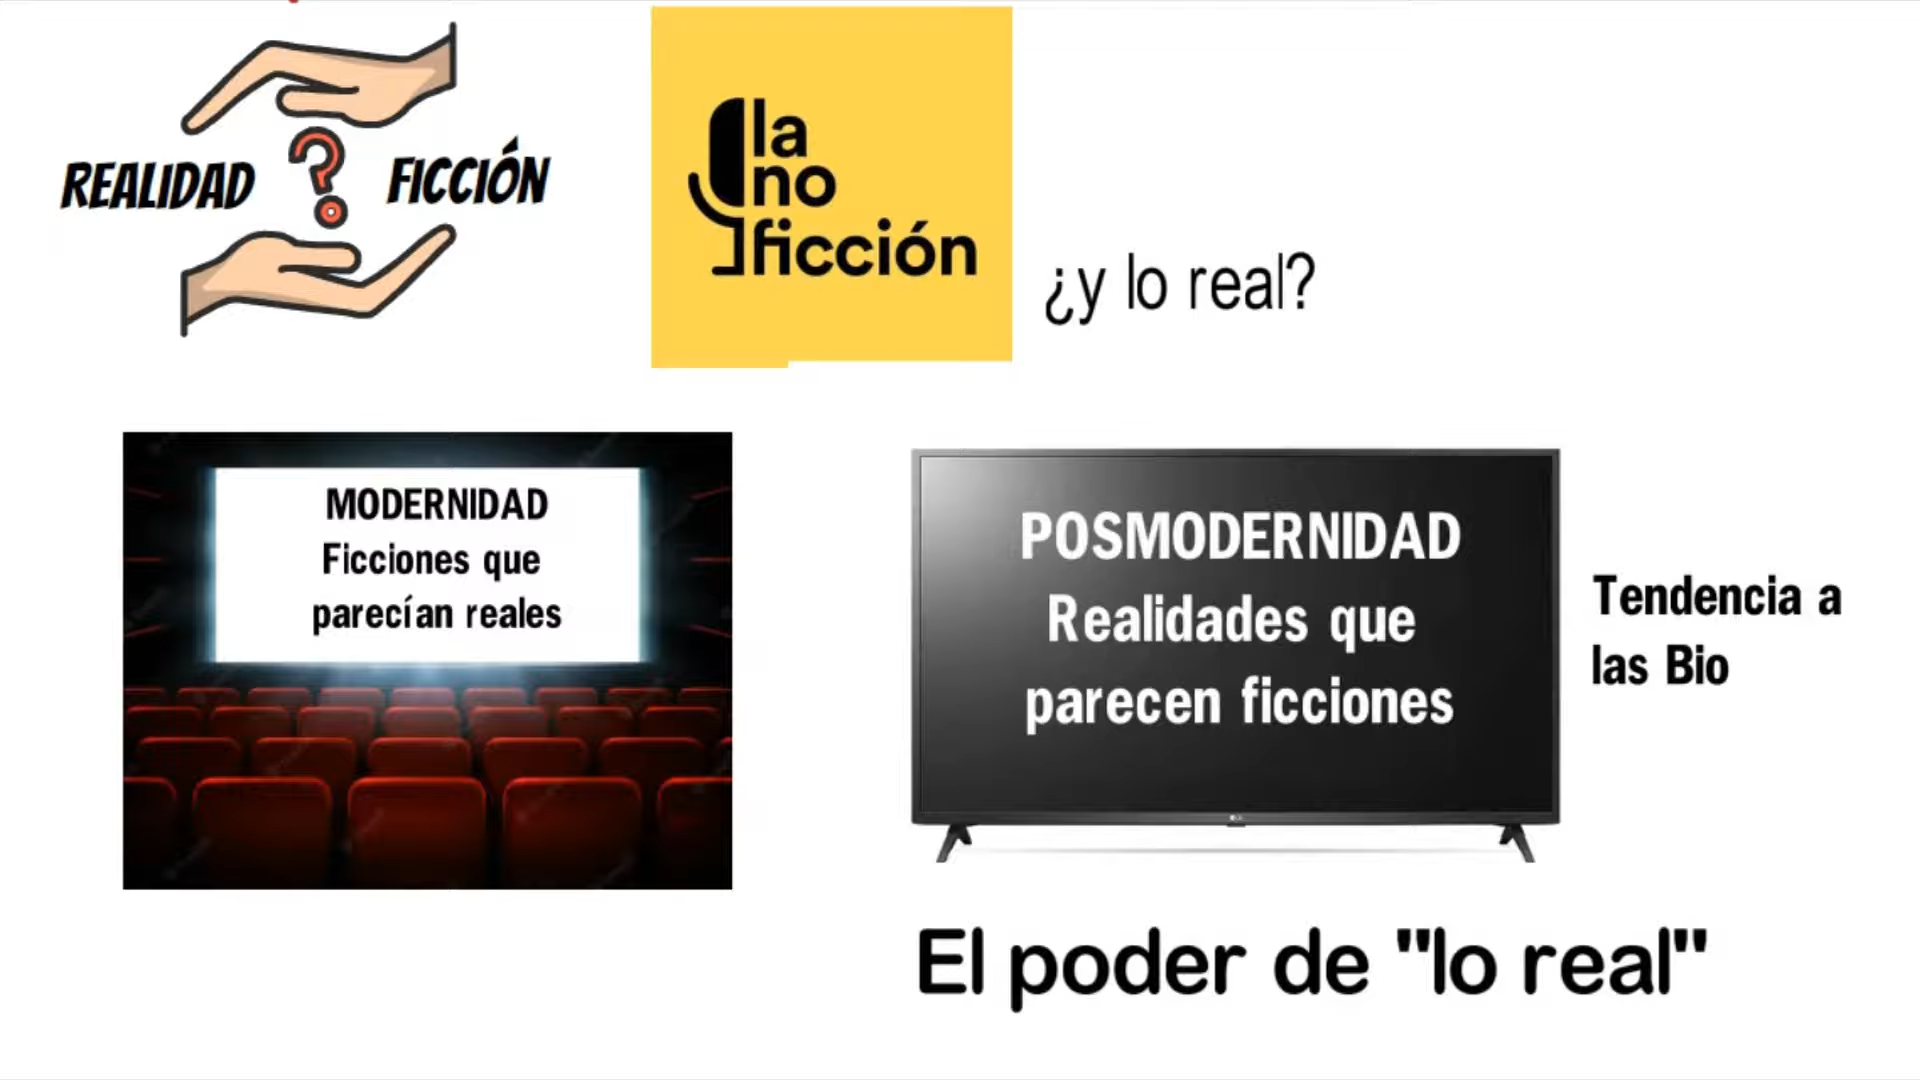 REALIDAD
?
FICCIÓN
la
no
ficción
¿y lo real?
MODERNIDAD
Ficciones que
parecían reales
POSMODERNIDAD
Realidades que
parecen ficciones
LG
Tendencia a
las Bio
El poder de "lo real"